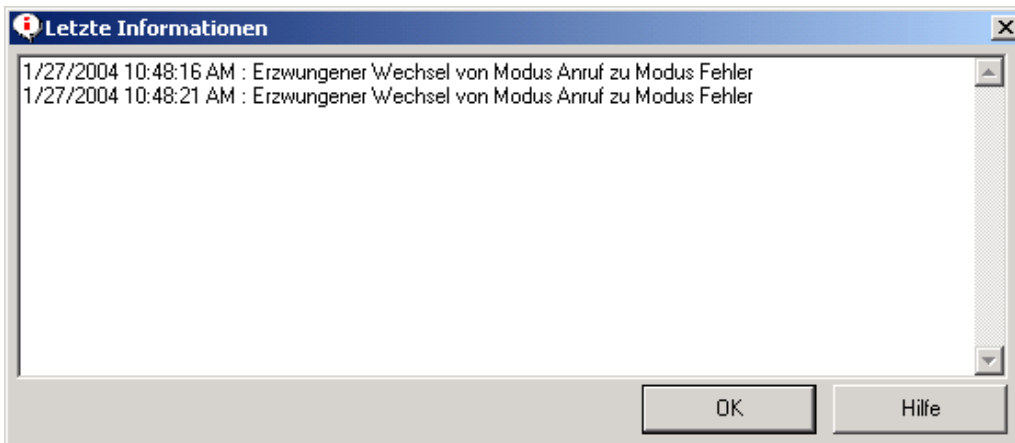 Letzte Informationen
1/27/2004 10:48:16 AM : Erzwungener Wechsel von Modus Anruf zu Modus Fehler
1/27/2004 10:48:21 AM : Erzwungener Wechsel von Modus Anruf zu Modus Fehler
OK
Hilfe